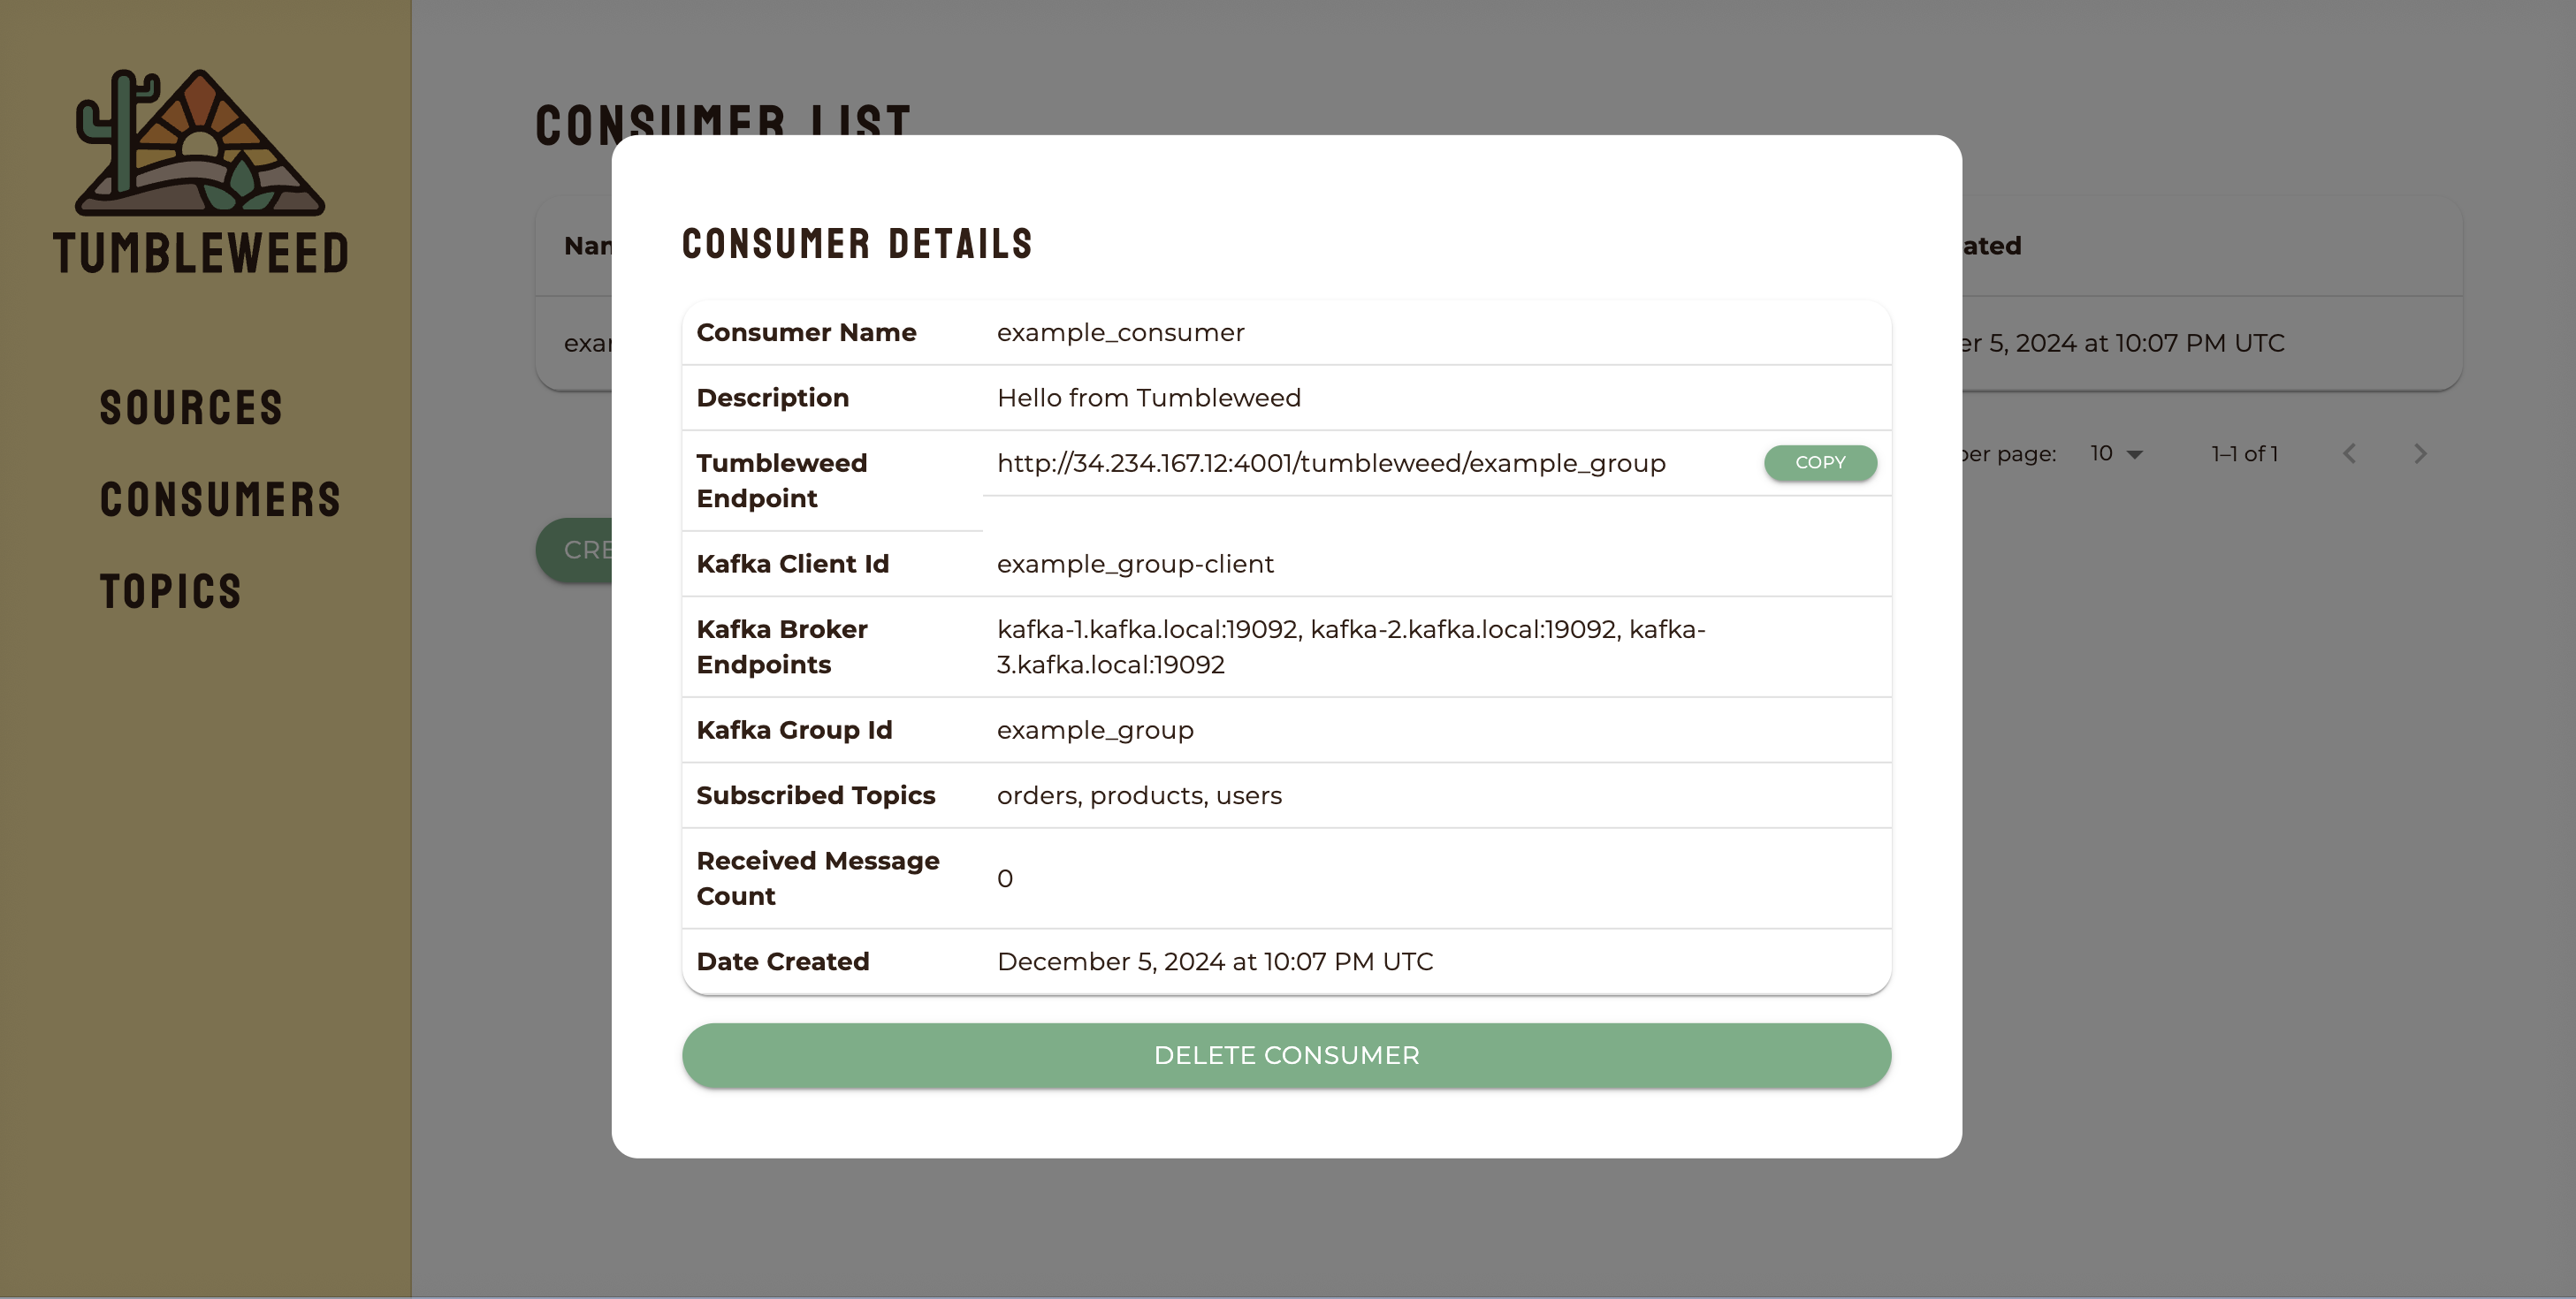 TUMBLEWEED
SOURCES
CONSUMERS
TOPICS
CONSUMER LIST
CONSUMER DETAILS
Consumer Name example_consumer
Description Hello from Tumbleweed
Tumbleweed Endpoint http://34.234.167.12:4001/tumbleweed/example_group COPY
Kafka Client Id example_group-client
Kafka Broker kafka-1.kafka.local:19092, kafka-2.kafka.local:19092, kafka-
Endpoints 3.kafka.local:19092
Kafka Group Id example_group
Subscribed Topics orders, products, users
Received Message Count 0
Date Created December 5, 2024 at 10:07 PM UTC
DELETE CONSUMER
ated
er 5, 2024 at 10:07 PM UTC
per page: 10 1–1 of 1